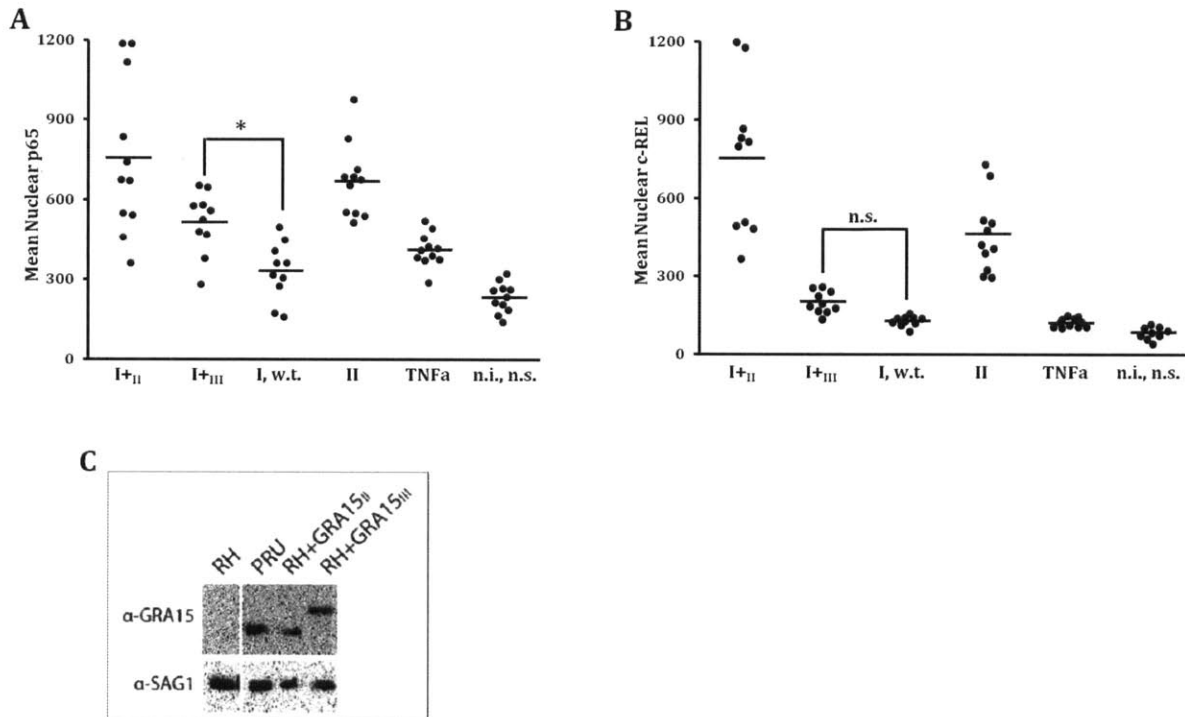 A
Mean Nuclear p65
1200
900
600
300
0
*
I+II
I+III
I, w.t.
II
TNFa
n.i., n.s.
B
Mean Nuclear c-REL
1200
900
600
300
0
n.s.
I+II
I+III
I, w.t.
II
TNFa
n.i., n.s.
C
RH
PRU
RH+GRA15II
RH+GRA15III
α-GRA15
α-SAG1